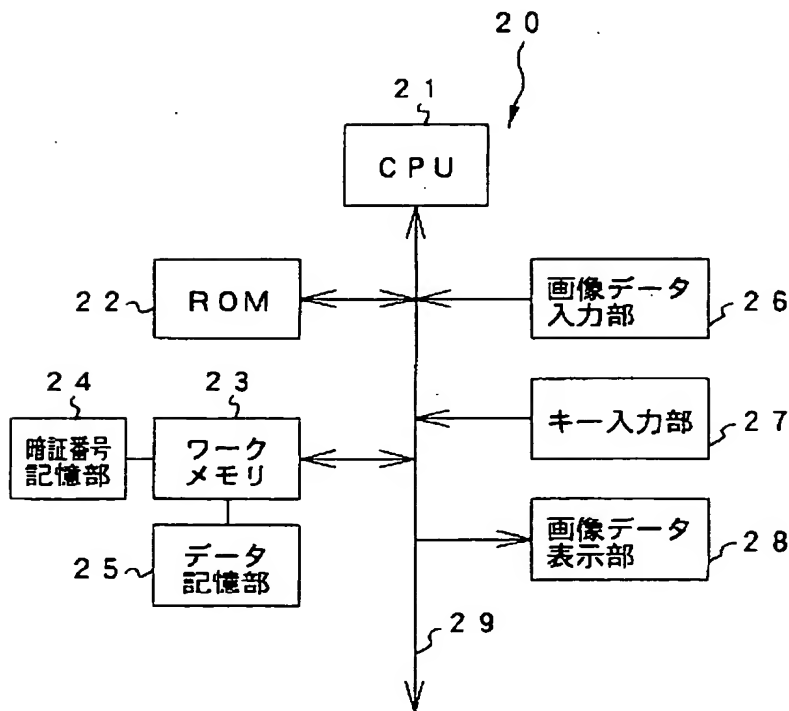 20
21
CPU
22
ROM
画像データ
入力部
26
24
23
暗証番号
記憶部
ワーク
メモリ
キー入力部
27
25
データ
記憶部
画像データ
表示部
28
29